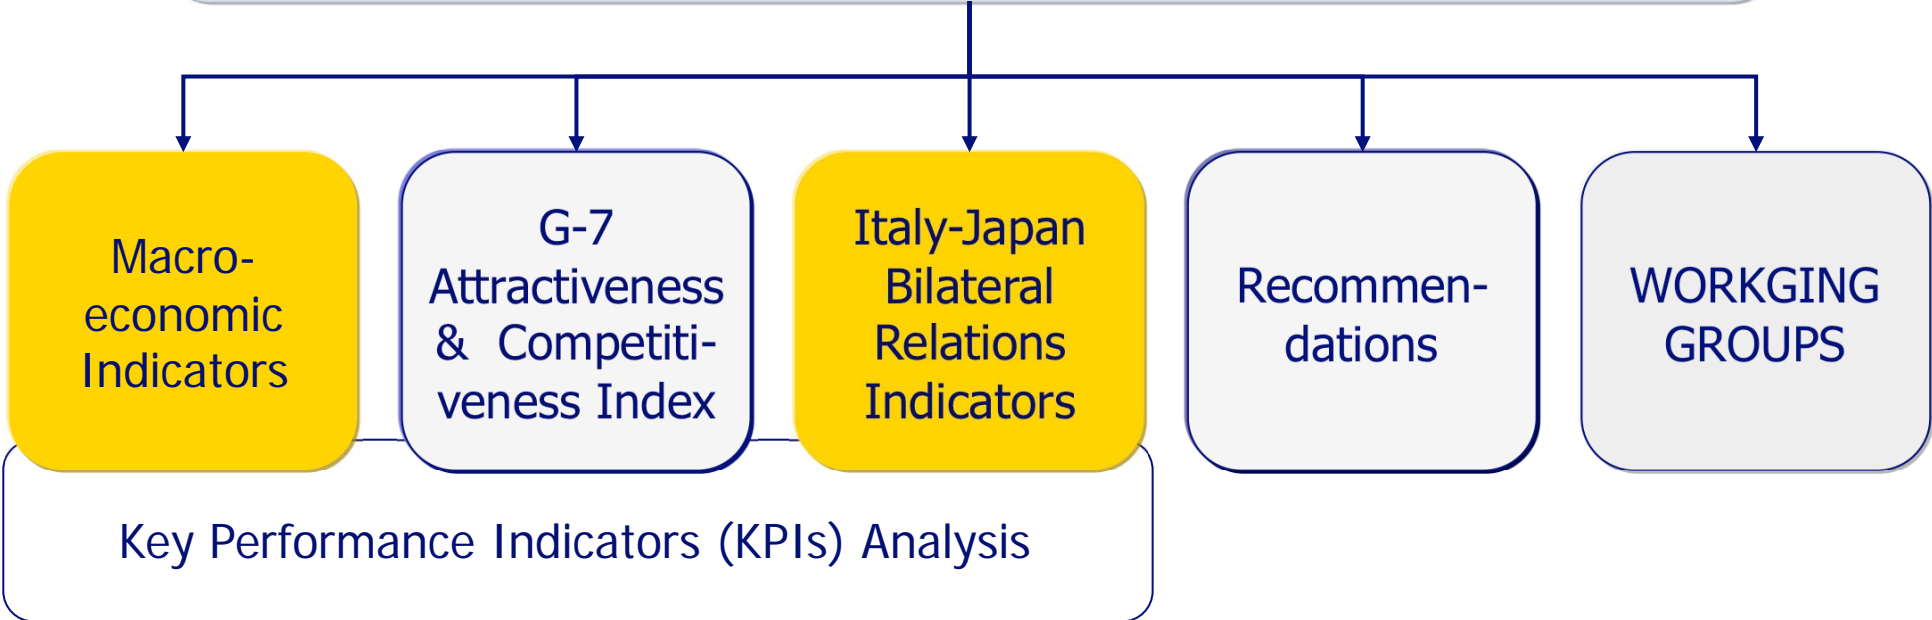 Macro-
economic
Indicators
G-7
Attractiveness
& Competiti-
veness Index
Italy-Japan
Bilateral
Relations
Indicators
Recommen-
dations
WORKGING
GROUPS
Key Performance Indicators (KPIs) Analysis